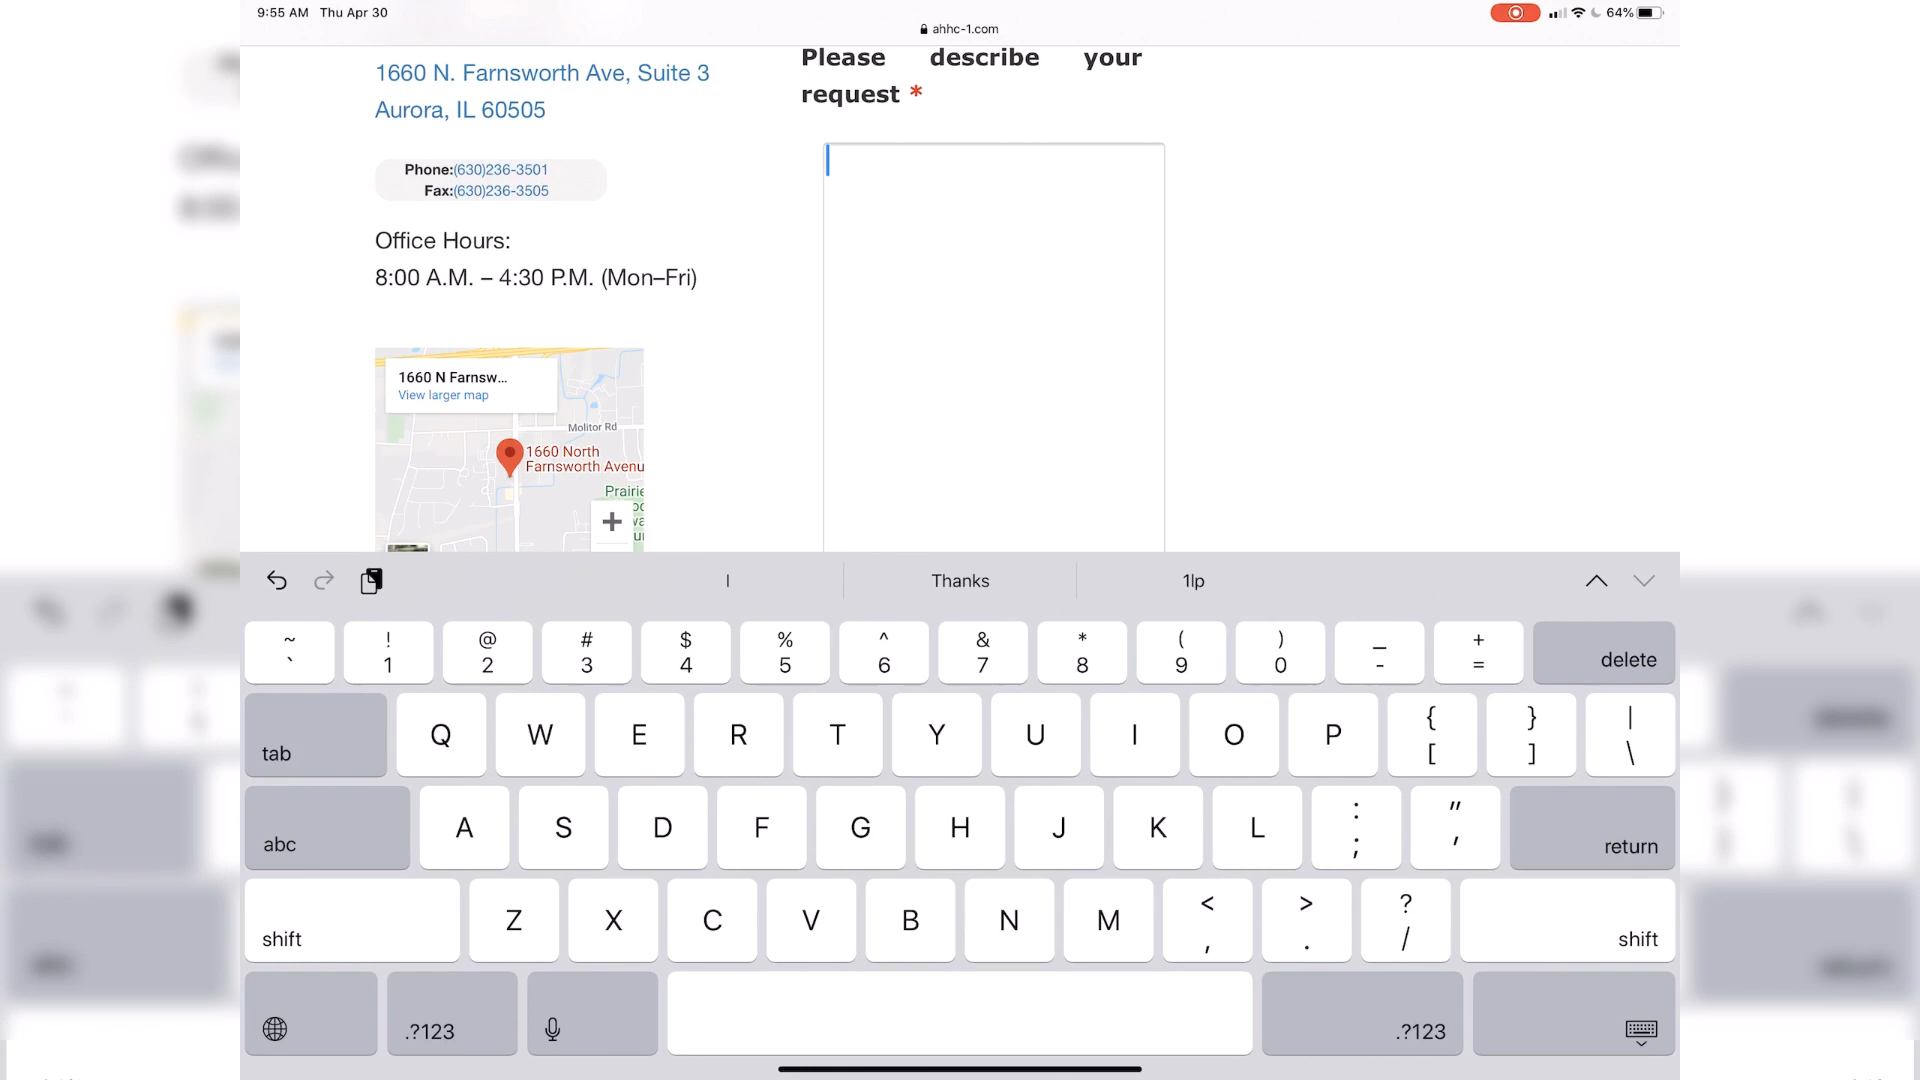 9:55 AM Thu Apr 30
64%
ahhc-1.com
1660 N. Farnsworth Ave, Suite 3
Aurora, IL 60505
Phone:(630)236-3501
Fax:(630)236-3505
Office Hours:
8:00 A.M. – 4:30 P.M. (Mon–Fri)
1660 N Farnsw...
View larger map
Molitor Rd
1660 North
Farnsworth Avenu
Prairie
+
Please describe your
request *
I Thanks 1lp
~ ! @ # $ % ^ & * ( ) _ +
` 1 2 3 4 5 6 7 8 9 0 - = delete
tab Q W E R T Y U I O P { [ } ] | \
abc A S D F G H J K L : ; " ' return
shift Z X C V B N M < , > . ? / shift
.?123 .?123